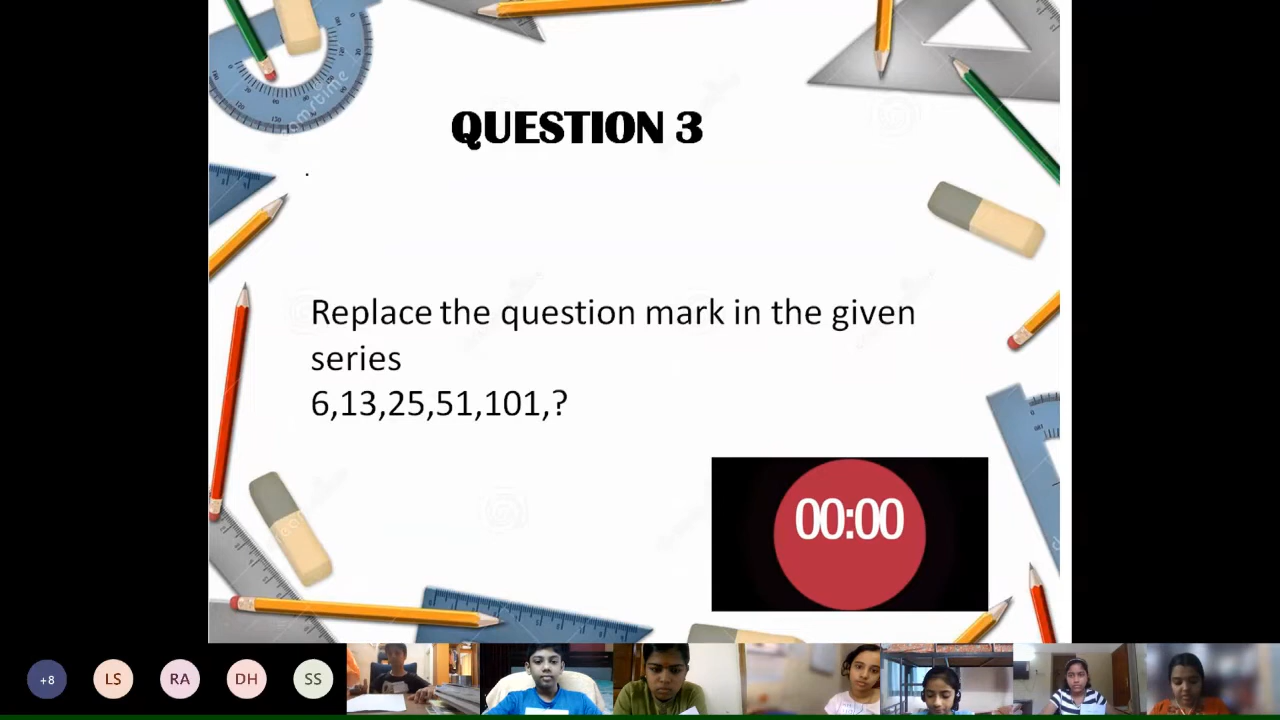 QUESTION 3
Replace the question mark in the given
series
6,13,25,51,101,?
00:00
+8
LS
RA
DH
SS